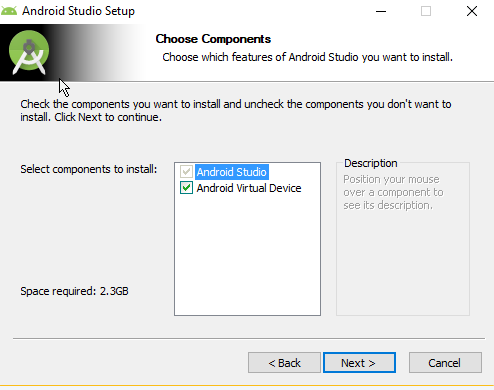 Android Studio Setup
Choose Components
Choose which features of Android Studio you want to install.
Check the components you want to install and uncheck the components you don't want to
install. Click Next to continue.
Select components to install:
Android Studio
Android Virtual Device
Description
Position your mouse
over a component to
see its description.
Space required: 2.3GB
< Back
Next >
Cancel